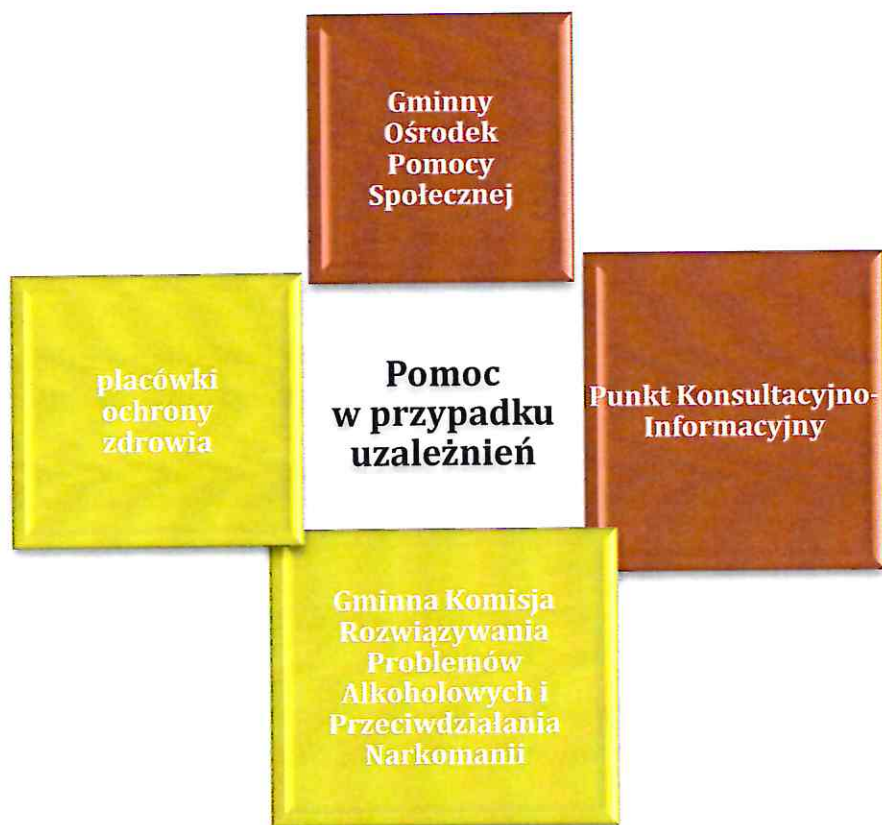 Gminny
Ośrodek
Pomocy
Społecznej
placówki
ochrony
zdrowia
Pomoc
w przypadku
uzależnień
Punkt Konsultacyjno-
Informacyjny
Gminna Komisja
Rozwiązywania
Problemów
Alkoholowych i
Przeciwdziałania
Narkomanii